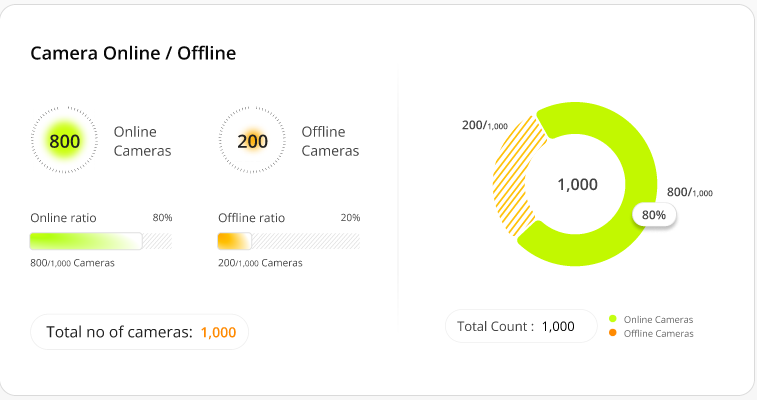 Camera Online / Offline
800
Online
Cameras
200
Offline
Cameras
Online ratio 80%
800/1,000 Cameras
Offline ratio 20%
200/1,000 Cameras
Total no of cameras: 1,000
200/1,000
1,000
800/1,000
80%
Total Count : 1,000
Online Cameras
Offline Cameras